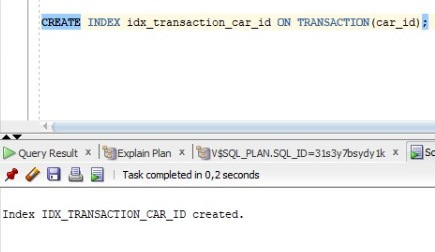 CREATE INDEX idx_transaction_car_id ON TRANSACTION(car_id);
Query Result x Explain Plan x V$SQL_PLAN.SQL_ID=31s3y7bsydy1k x Sc
Task completed in 0,2 seconds
Index IDX_TRANSACTION_CAR_ID created.